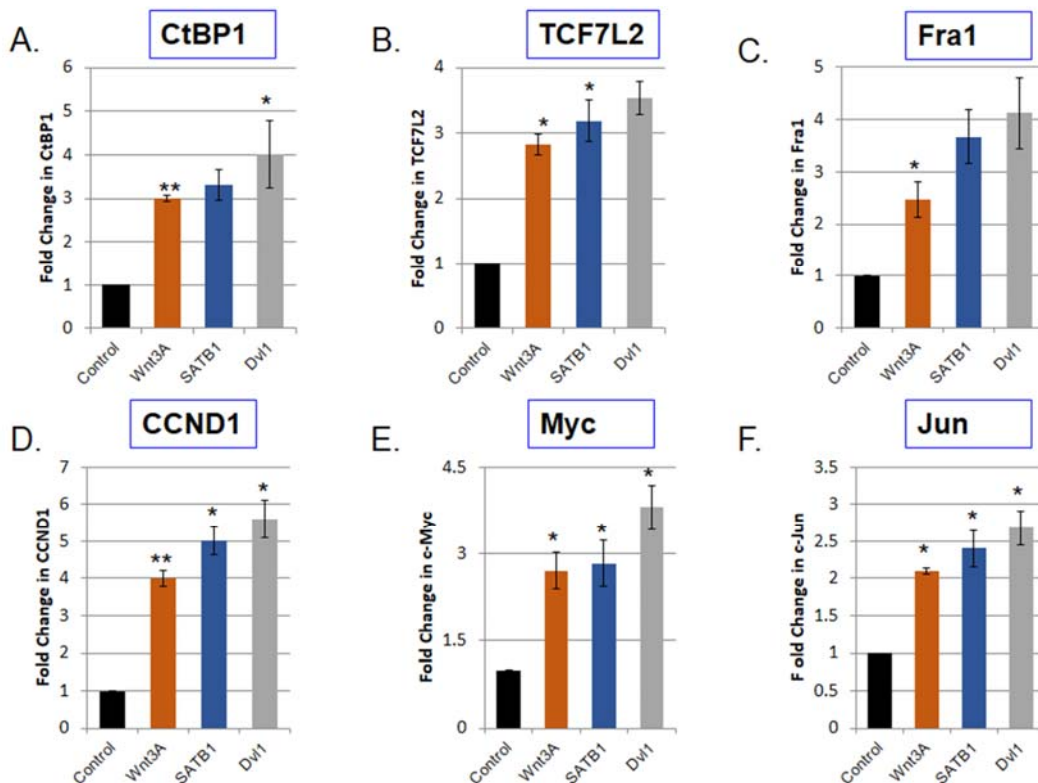 A.
CtBP1
Fold Change in CtBP1
6
5
4
3
2
1
0
**
*
Control
Wnt3A
SATB1
Dvl1
B.
TCF7L2
Fold Change in TCF7L2
4
3
2
1
0
*
*
Control
Wnt3A
SATB1
Dvl1
C.
Fra1
Fold Change in Fra1
5
4
3
2
1
0
*
Control
Wnt3A
SATB1
Dvl1
D.
CCND1
Fold Change in CCND1
7
6
5
4
3
2
1
0
**
*
*
Control
Wnt3A
SATB1
Dvl1
E.
Myc
Fold Change in c-Myc
4.5
3
1.5
0
*
*
*
Control
Wnt3A
SATB1
Dvl1
F.
Jun
F old Change in c-Jun
3.5
3
2.5
2
1.5
1
0.5
0
*
*
*
Control
Wnt3A
SATB1
Dvl1